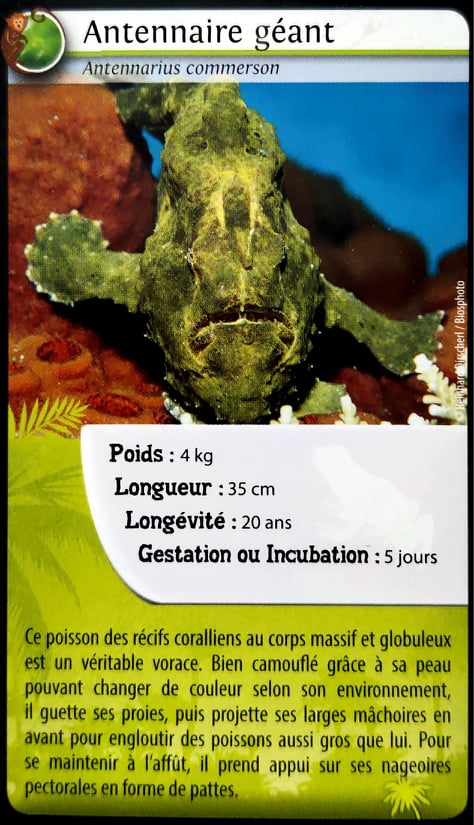 Antennaire géant
Antennarius commerson
Poids : 4 kg
Longueur : 35 cm
Longévité : 20 ans
Gestation ou Incubation : 5 jours
Ce poisson des récifs coralliens au corps massif et globuleux
est un véritable vorace. Bien camouflé grâce à sa peau
pouvant changer de couleur selon son environnement,
il guette ses proies, puis projette ses larges mâchoires en
avant pour engloutir des poissons aussi gros que lui. Pour
se maintenir à l'affût, il prend appui sur ses nageoires
pectorales en forme de pattes.
/ Biosphoto